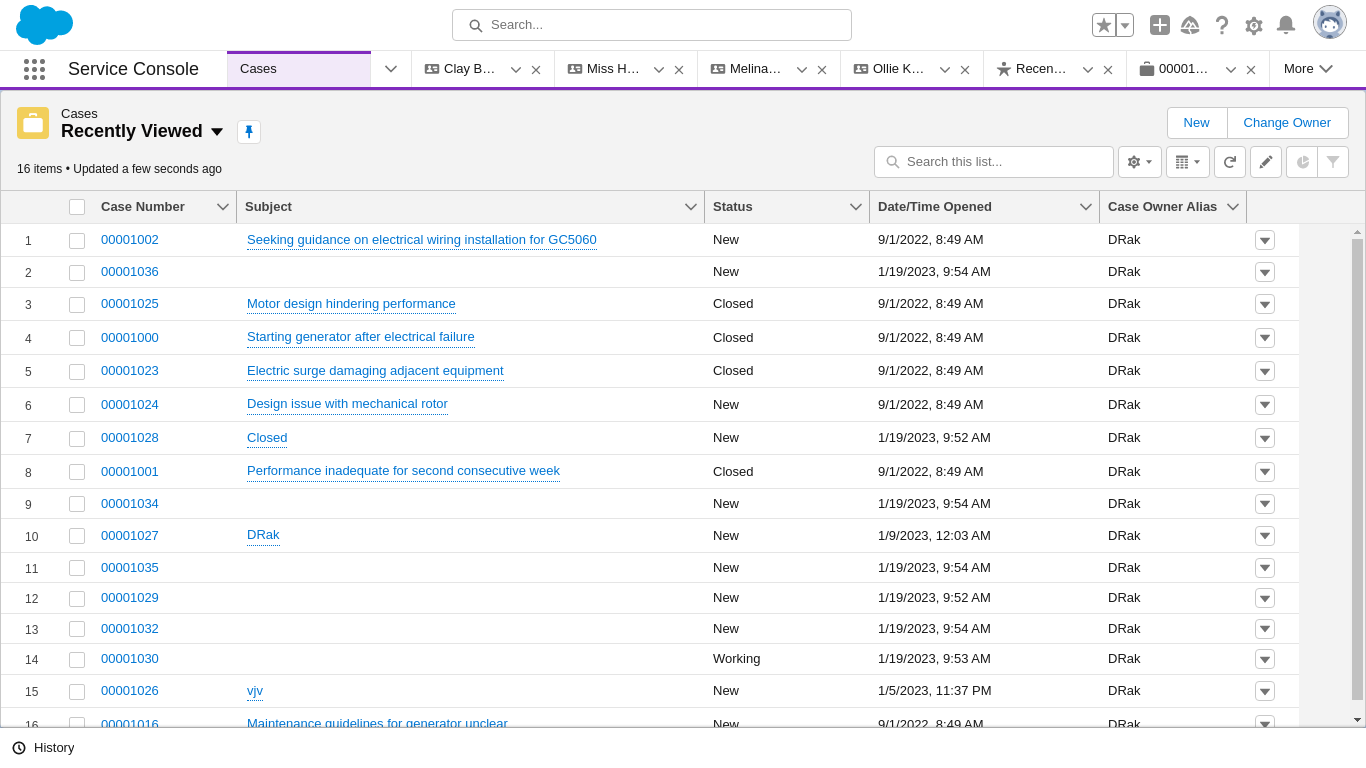 Search...
Service Console
Cases
Clay B…
Miss H…
Melina…
Ollie K…
Recen…
00001…
More
Cases
Recently Viewed
New
Change Owner
16 items • Updated a few seconds ago
Search this list...
Case Number Subject Status Date/Time Opened Case Owner Alias
1 00001002 Seeking guidance on electrical wiring installation for GC5060 New 9/1/2022, 8:49 AM DRak
2 00001036 New 1/19/2023, 9:54 AM DRak
3 00001025 Motor design hindering performance Closed 9/1/2022, 8:49 AM DRak
4 00001000 Starting generator after electrical failure Closed 9/1/2022, 8:49 AM DRak
5 00001023 Electric surge damaging adjacent equipment Closed 9/1/2022, 8:49 AM DRak
6 00001024 Design issue with mechanical rotor New 9/1/2022, 8:49 AM DRak
7 00001028 Closed New 1/19/2023, 9:52 AM DRak
8 00001001 Performance inadequate for second consecutive week Closed 9/1/2022, 8:49 AM DRak
9 00001034 New 1/19/2023, 9:54 AM DRak
10 00001027 DRak New 1/9/2023, 12:03 AM DRak
11 00001035 New 1/19/2023, 9:54 AM DRak
12 00001029 New 1/19/2023, 9:52 AM DRak
13 00001032 New 1/19/2023, 9:54 AM DRak
14 00001030 Working 1/19/2023, 9:53 AM DRak
15 00001026 vjv New 1/5/2023, 11:37 PM DRak
16 00001016 Maintenance guidelines for generator unclear New 9/1/2022, 8:49 AM DRak
History